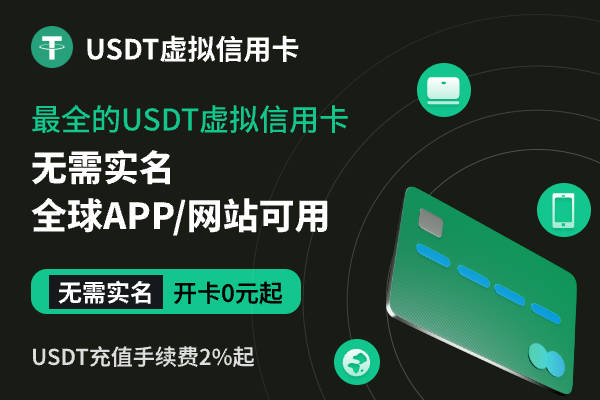 USDT虚拟信用卡
最全的USDT虚拟信用卡
无需实名
全球APP/网站可用
无需实名 开卡0元起
USDT充值手续费2%起